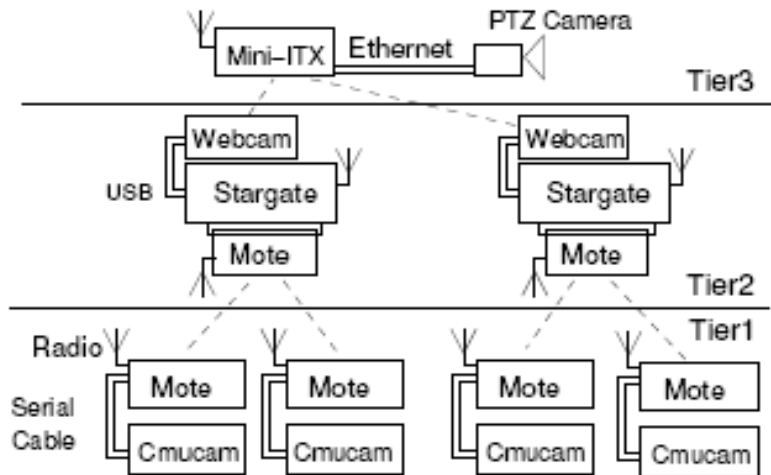 PTZ Camera
Mini-ITX
Ethernet
Tier3
Webcam
Webcam
USB
Stargate
Stargate
Mote
Mote
Tier2
Tier1
Radio
Mote
Mote
Mote
Mote
Serial
Cable
Cmucam
Cmucam
Cmucam
Cmucam